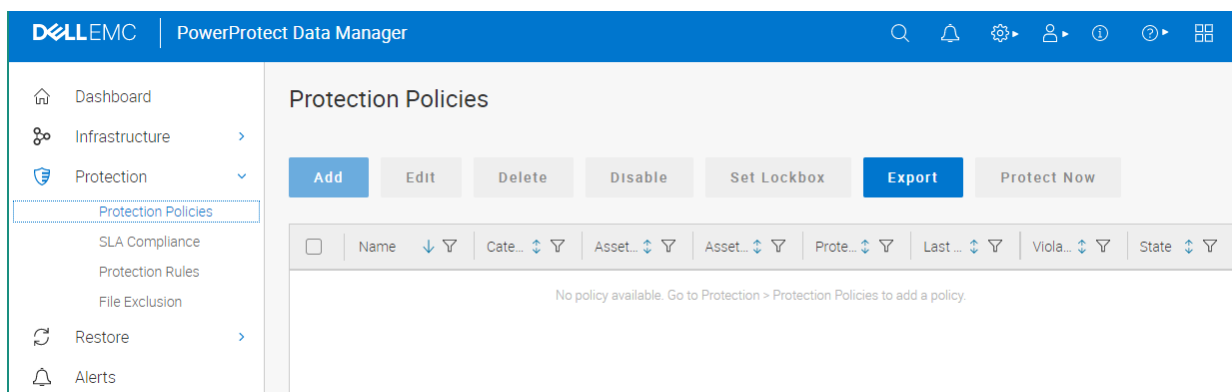 DELLEMC PowerProtect Data Manager
Dashboard
Infrastructure
Protection
Protection Policies
SLA Compliance
Protection Rules
File Exclusion
Restore
Alerts
Protection Policies
Add Edit Delete Disable Set Lockbox Export Protect Now
Name Cate... Asset... Asset... Prote... Last ... Viola... State
No policy available. Go to Protection > Protection Policies to add a policy.